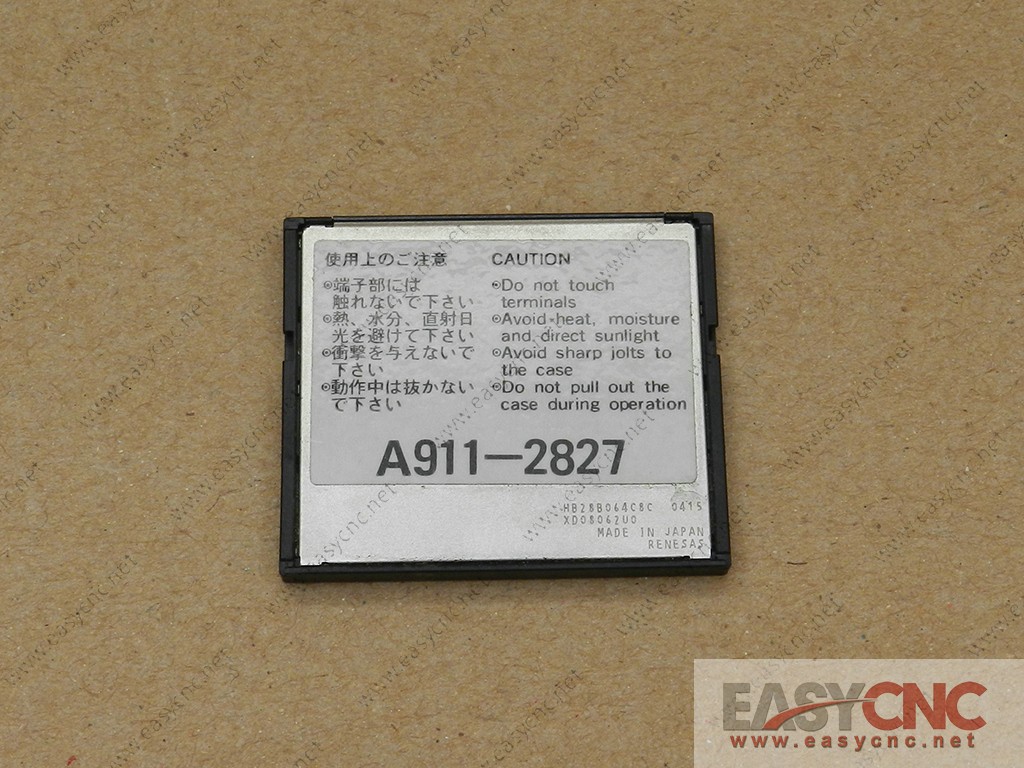 使用上のご注意
⊙端子部には
触れないで下さい
⊙熱、水分、直射日
光を避けて下さい
⊙衝撃を与えないで
下さい
⊙動作中は抜かない
で下さい
CAUTION
⊙Do not touch
terminals
⊙Avoid heat, moisture
and direct sunlight
⊙Avoid sharp jolts to
the case
⊙Do not pull out the
case during operation
A911-2827
HB28B064C8C 0415
XD08062U0
MADE IN JAPAN
RENESAS
EASYCNC
www.easycnc.net